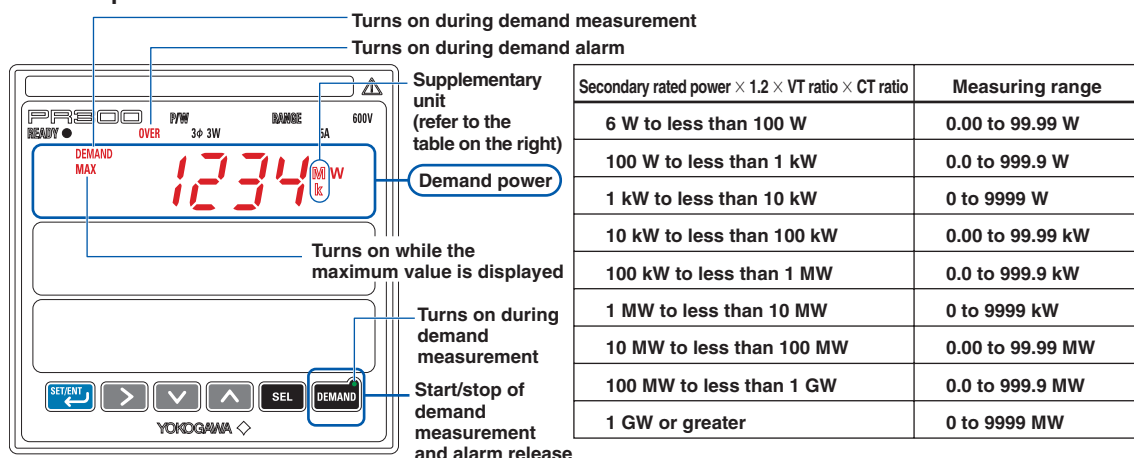 Turns on during demand measurement
Turns on during demand alarm
Supplementary
unit
(refer to the
table on the right)
PR300
P/W
RANGE
600V
READY
OVER
3φ 3W
5A
DEMAND
MAX
1234
M
k
W
Demand power
Turns on while the
maximum value is displayed
Turns on during
demand
measurement
SET/ENT
SEL
DEMAND
YOKOGAWA
Start/stop of
demand
measurement
and alarm release
Secondary rated power × 1.2 × VT ratio × CT ratio Measuring range
6 W to less than 100 W 0.00 to 99.99 W
100 W to less than 1 kW 0.0 to 999.9 W
1 kW to less than 10 kW 0 to 9999 W
10 kW to less than 100 kW 0.00 to 99.99 kW
100 kW to less than 1 MW 0.0 to 999.9 kW
1 MW to less than 10 MW 0 to 9999 kW
10 MW to less than 100 MW 0.00 to 99.99 MW
100 MW to less than 1 GW 0.0 to 999.9 MW
1 GW or greater 0 to 9999 MW